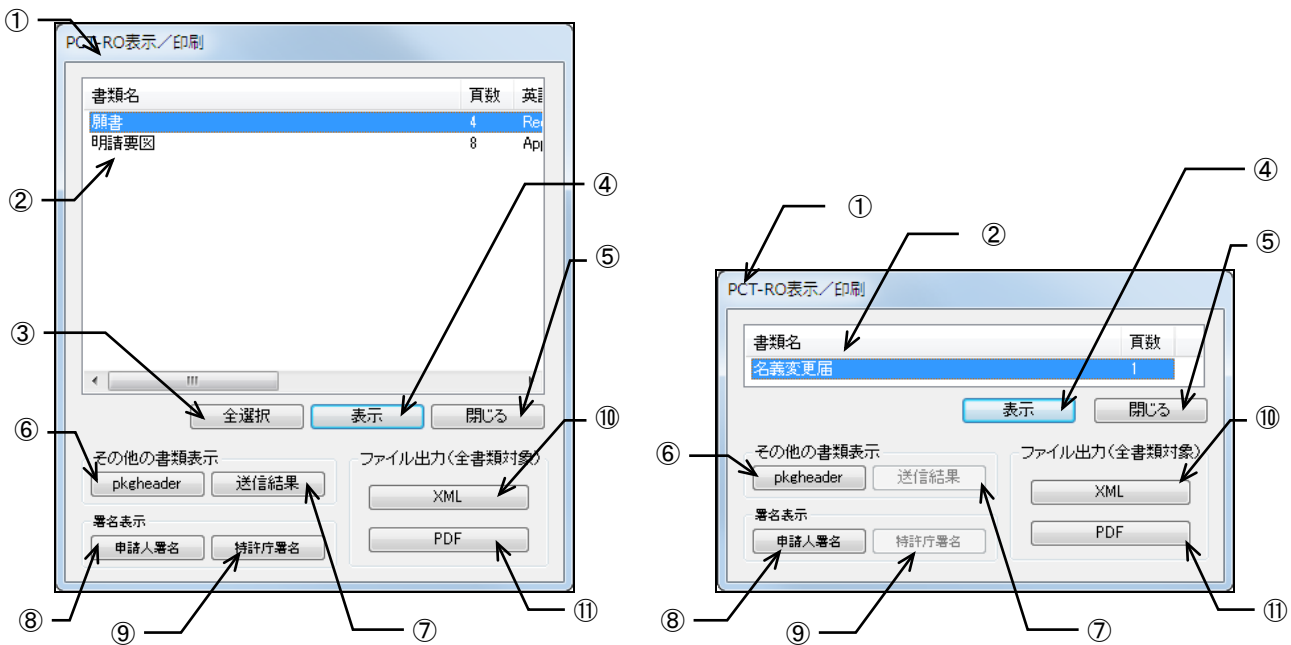 ①
PCT-RO表示／印刷
書類名 頁数 英語
願書 4 Re
明請要図 8 App
②
④
⑤
③
全選択 表示 閉じる
⑥
⑩
その他の書類表示
pkgheader 送信結果
ファイル出力(全書類対象)
XML
署名表示
申請人署名 特許庁署名
PDF
⑧
⑨
⑦
⑪
④
①
②
⑤
PCT-RO表示／印刷
書類名 頁数
名義変更届 1
表示 閉じる
⑩
⑥
その他の書類表示
pkgheader 送信結果
ファイル出力(全書類対象)
XML
署名表示
申請人署名 特許庁署名
PDF
⑧
⑨
⑦
⑪